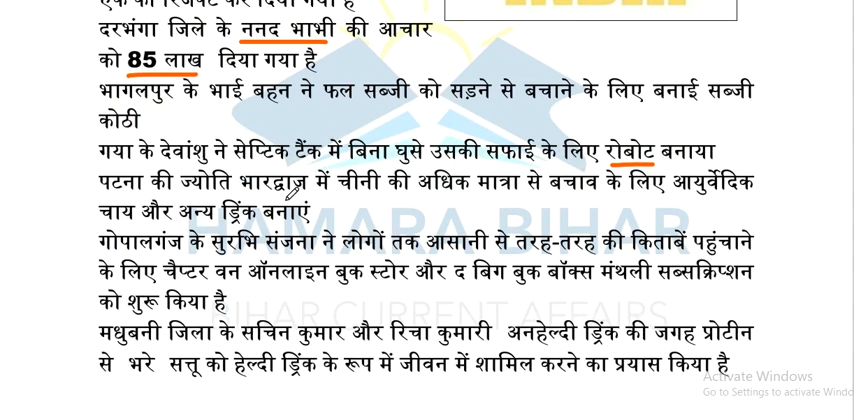 एक को रिजेक्ट कर दिया गया है
दरभंगा जिले के ननद भाभी की आचार
को 85 लाख दिया गया है
भागलपुर के भाई बहन ने फल सब्जी को सड़ने से बचाने के लिए बनाई सब्जी
कोठी
गया के देवांशु ने सेप्टिक टैंक में बिना घुसे उसकी सफाई के लिए रोबोट बनाया
पटना की ज्योति भारद्वाज में चीनी की अधिक मात्रा से बचाव के लिए आयुर्वेदिक
चाय और अन्य ड्रिंक बनाएं
HAMARA BIHAR
गोपालगंज के सुरभि संजना ने लोगों तक आसानी से तरह-तरह की किताबें पहुंचाने
के लिए चैप्टर वन ऑनलाइन बुक स्टोर और द बिग बुक बॉक्स मंथली सब्सक्रिप्शन
को शुरू किया है
BIHAR CURRENT AFFAIRS
मधुबनी जिला के सचिन कुमार और रिचा कुमारी अनहेल्दी ड्रिंक की जगह प्रोटीन
से भरे सत्तू को हेल्दी ड्रिंक के रूप में जीवन में शामिल करने का प्रयास किया है
Activate Windows
Go to Settings to activate Windo